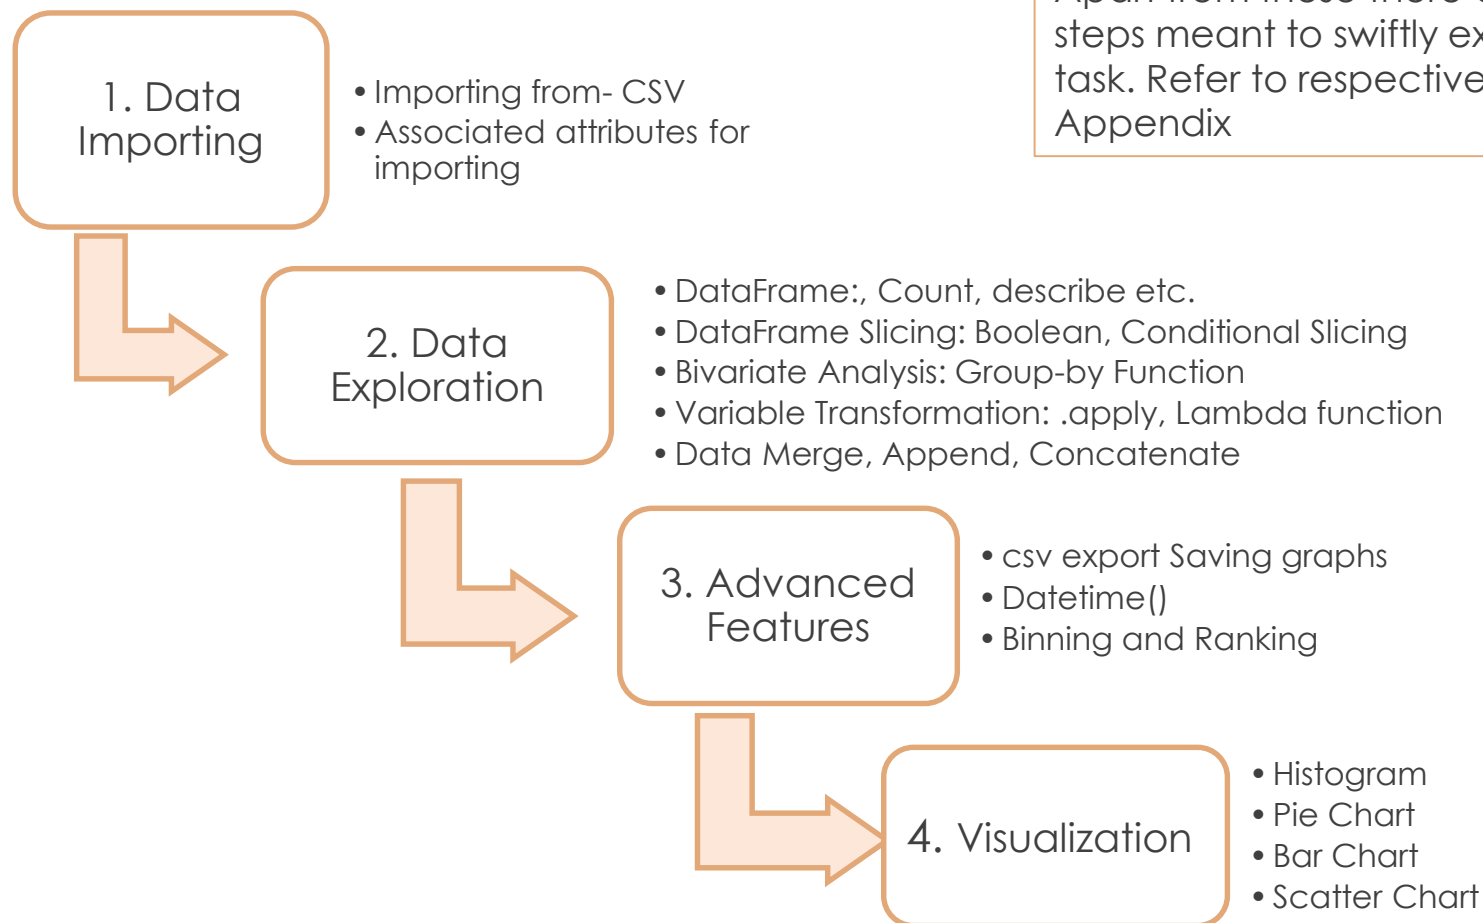 steps meant to swiftly
task. Refer to respective
Appendix
1. Data
Importing
• Importing from- CSV
• Associated attributes for
importing
2. Data
Exploration
• DataFrame:, Count, describe etc.
• DataFrame Slicing: Boolean, Conditional Slicing
• Bivariate Analysis: Group-by Function
• Variable Transformation: .apply, Lambda function
• Data Merge, Append, Concatenate
3. Advanced
Features
• csv export Saving graphs
• Datetime()
• Binning and Ranking
4. Visualization
• Histogram
• Pie Chart
• Bar Chart
• Scatter Chart